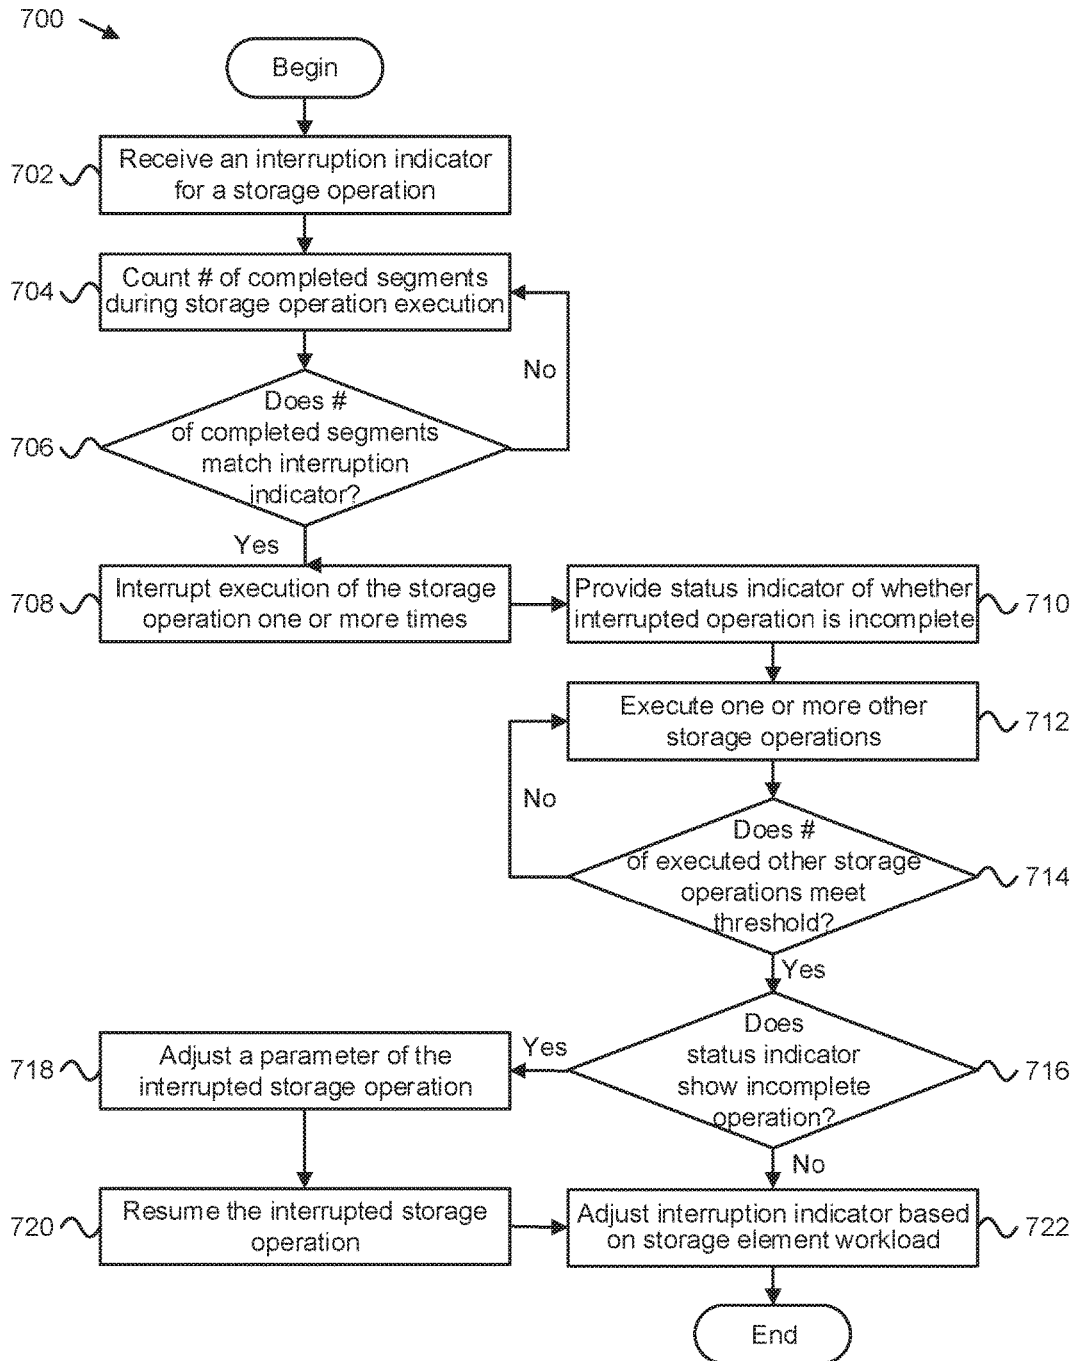 700
Begin
702
Receive an interruption indicator
for a storage operation
704
Count # of completed segments
during storage operation execution
No
706
Does #
of completed segments
match interruption
indicator?
Yes
708
Interrupt execution of the storage
operation one or more times
Provide status indicator of whether
interrupted operation is incomplete
710
Execute one or more other
storage operations
712
No
Does #
of executed other storage
operations meet
threshold?
714
Yes
Does
status indicator
show incomplete
operation?
716
Yes
718
Adjust a parameter of the
interrupted storage operation
No
720
Resume the interrupted storage
operation
Adjust interruption indicator based
on storage element workload
722
End